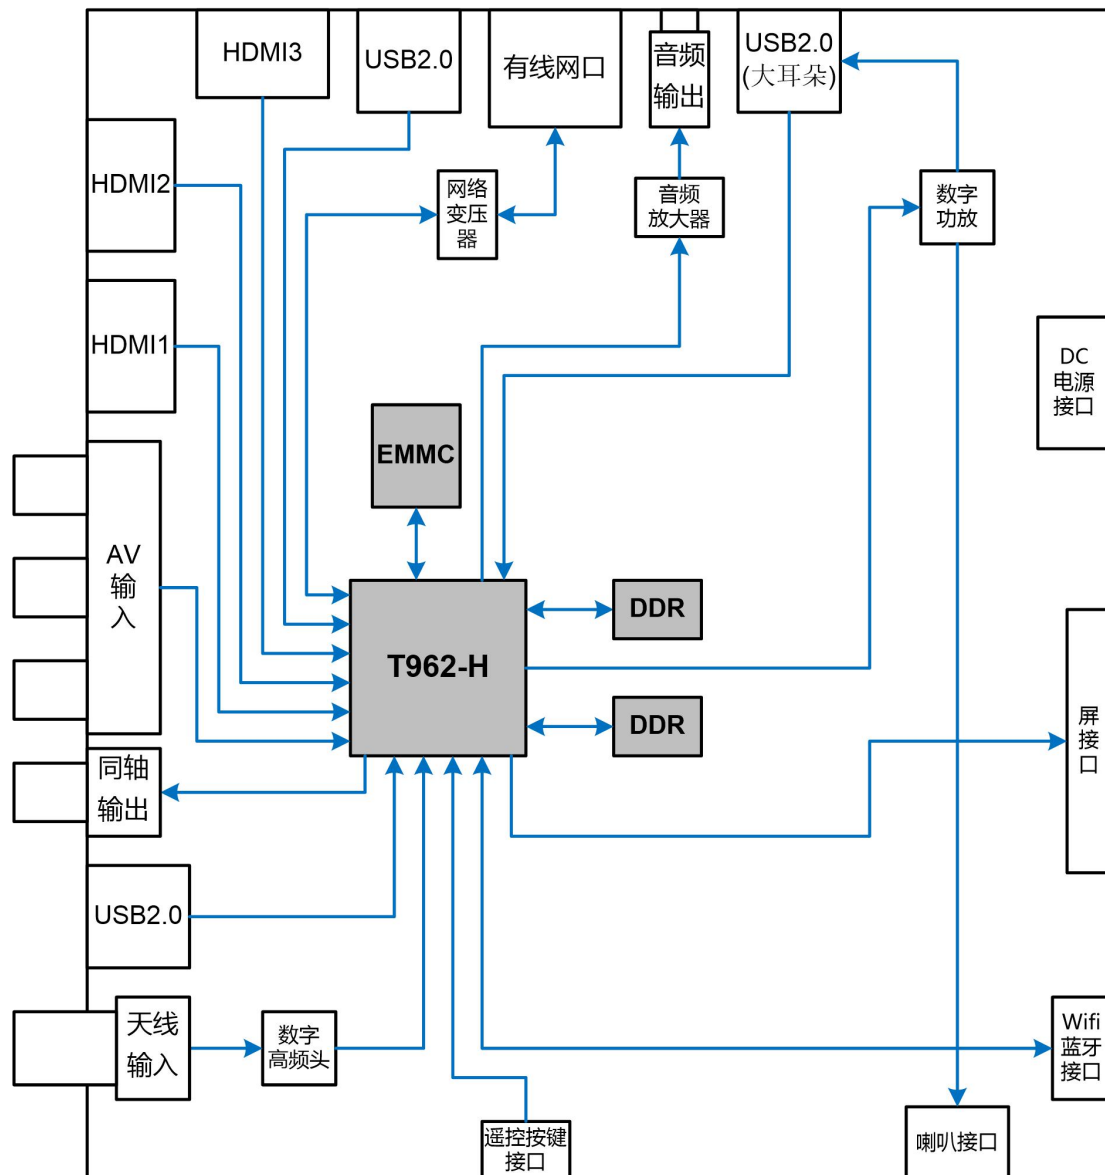 HDMI3
USB2.0
有线网口
音频
输出
USB2.0
(大耳朵)
HDMI2
网络
变压
器
音频
放大器
数字
功放
HDMI1
DC
电源
接口
EMMC
AV
输
入
DDR
T962-H
DDR
屏
接
口
同轴
输出
USB2.0
天线
输入
数字
高频头
Wifi
蓝牙
接口
遥控按键
接口
喇叭接口